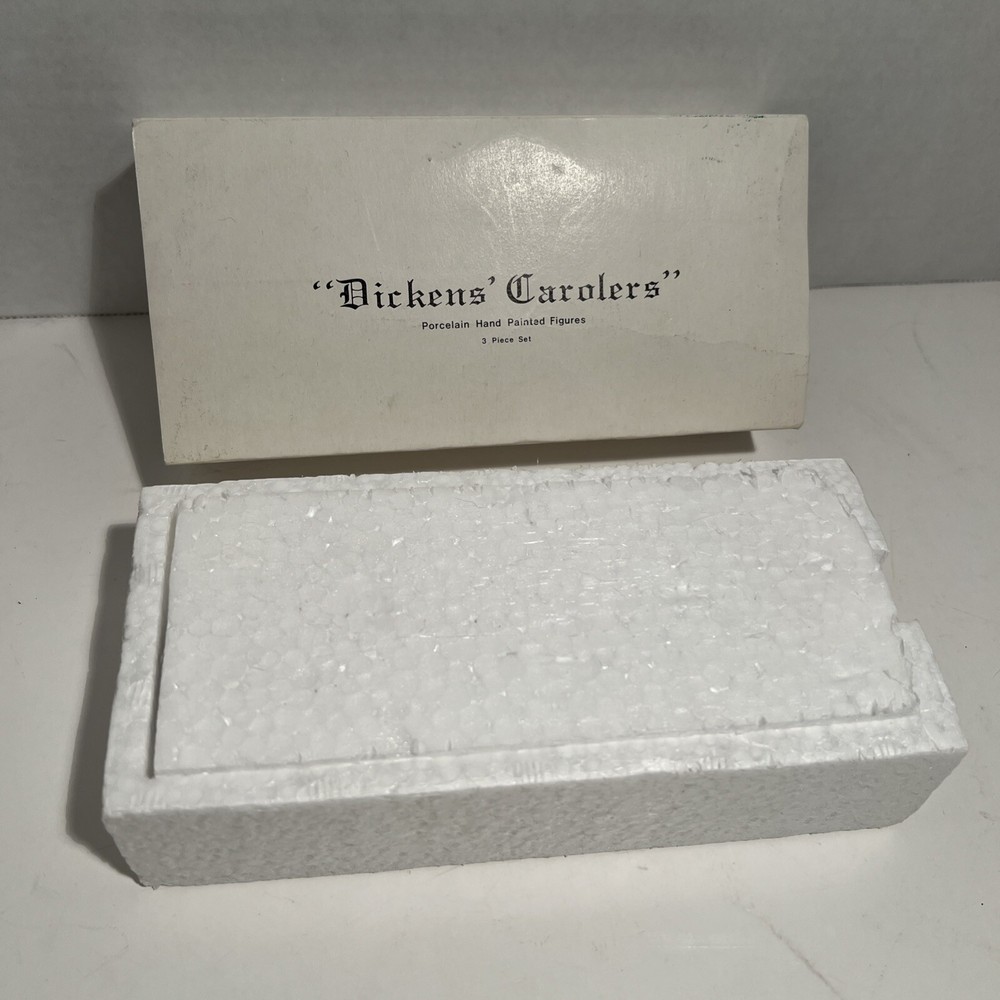 “Dickens’ Carolers”
Porcelain Hand Painted Figures
3 Piece Set